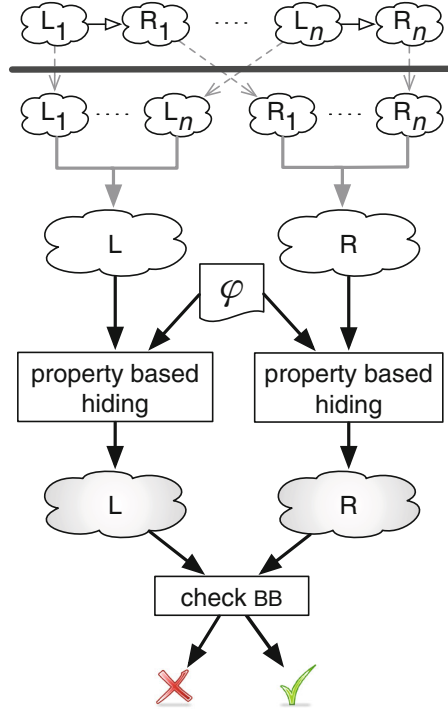 L1 R1 ····· Ln Rn
L1 ····· Ln R1 ····· Rn
L R
φ
property based hiding property based hiding
L R
check BB